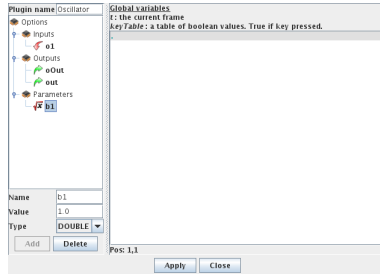 Plugin name Oscillator
Options
Inputs
o1
Outputs
oOut
out
Parameters
b1
Name b1
Value 1.0
Type DOUBLE
Add Delete
Global variables
t : the current frame
keyTable : a table of boolean values. True if key pressed.
Pos: 1,1
Apply Close